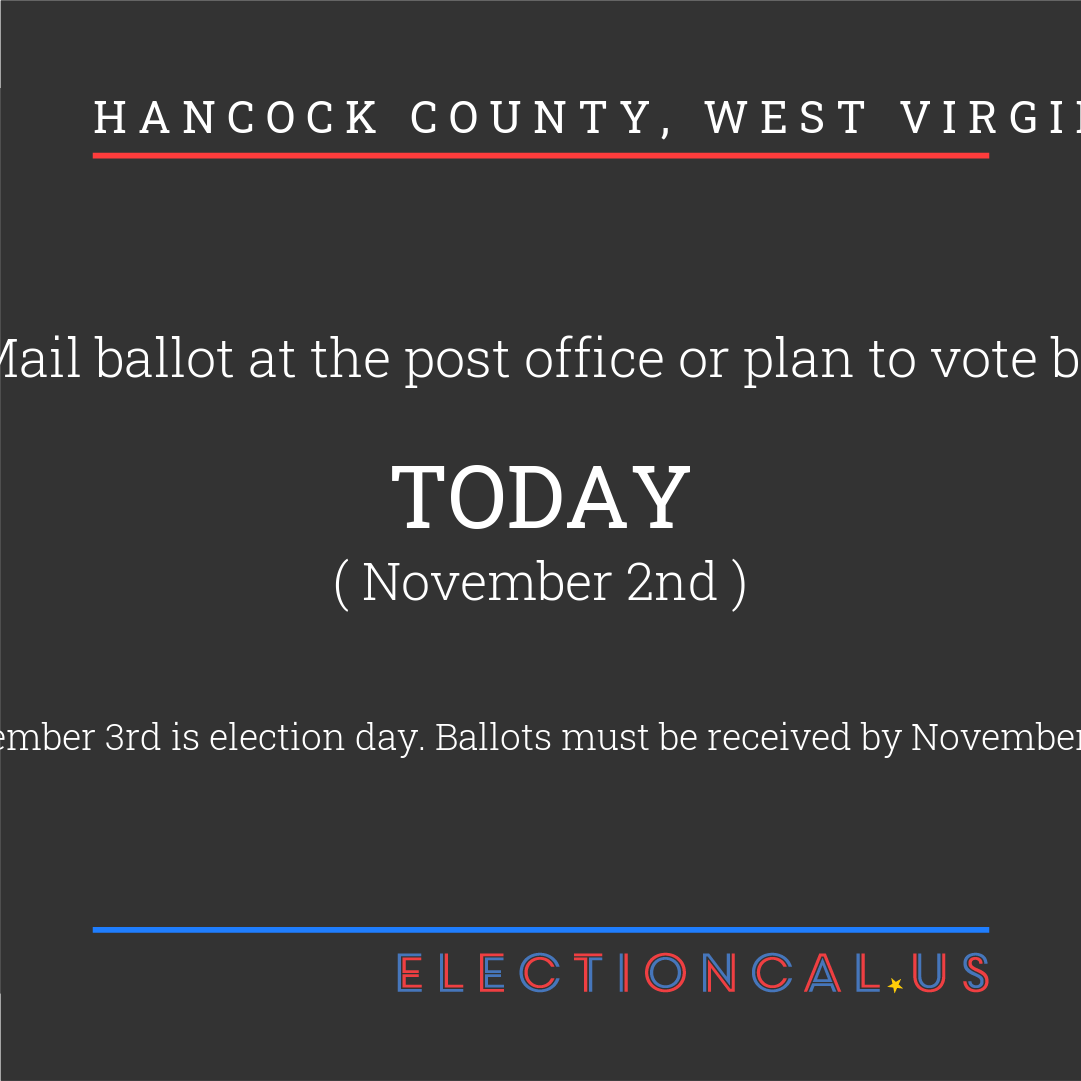 HANCOCK COUNTY, WEST VIRGI
Mail ballot at the post office or plan to vote b
TODAY
( November 2nd )
ember 3rd is election day. Ballots must be received by November
ELECTIONCAL.US